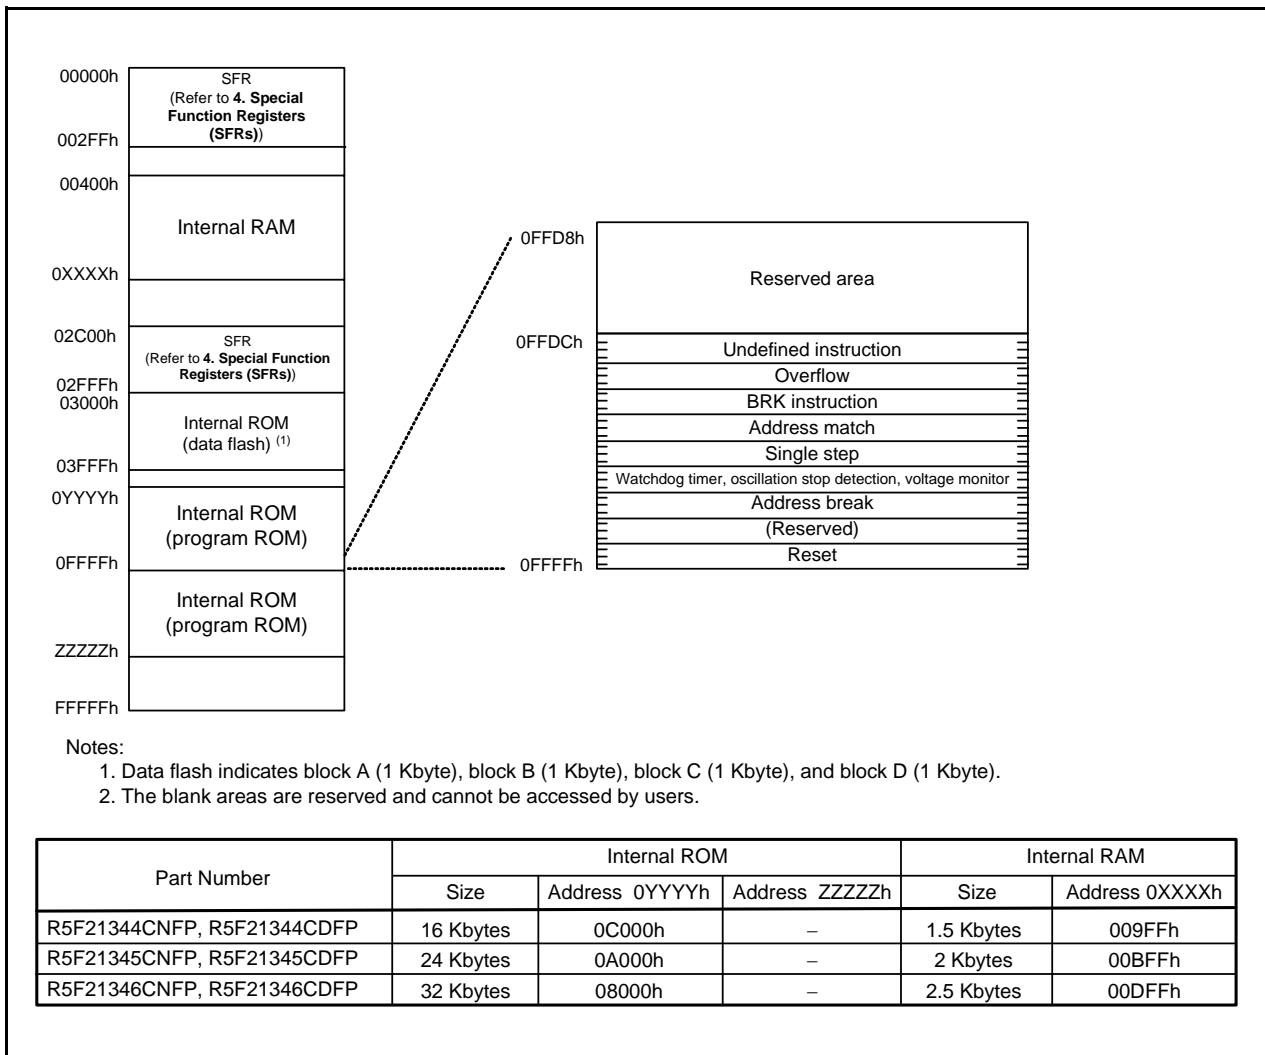 00000h
SFR
(Refer to 4. Special
Function Registers
(SFRs))
002FFh
00400h
Internal RAM
0XXXXh
02C00h
SFR
(Refer to 4. Special Function
Registers (SFRs))
02FFFh
03000h
Internal ROM
(data flash) (1)
03FFFh
0YYYYh
Internal ROM
(program ROM)
0FFFFh
Internal ROM
(program ROM)
ZZZZZh
FFFFFh
0FFD8h
Reserved area
0FFDCh
Undefined instruction
Overflow
BRK instruction
Address match
Single step
Watchdog timer, oscillation stop detection, voltage monitor
Address break
(Reserved)
Reset
0FFFFh
Notes:
1. Data flash indicates block A (1 Kbyte), block B (1 Kbyte), block C (1 Kbyte), and block D (1 Kbyte).
2. The blank areas are reserved and cannot be accessed by users.
Part Number Internal ROM Internal RAM
Size Address 0YYYYh Address ZZZZZh Size Address 0XXXXh
R5F21344CNFP, R5F21344CDFP 16 Kbytes 0C000h – 1.5 Kbytes 009FFh
R5F21345CNFP, R5F21345CDFP 24 Kbytes 0A000h – 2 Kbytes 00BFFh
R5F21346CNFP, R5F21346CDFP 32 Kbytes 08000h – 2.5 Kbytes 00DFFh